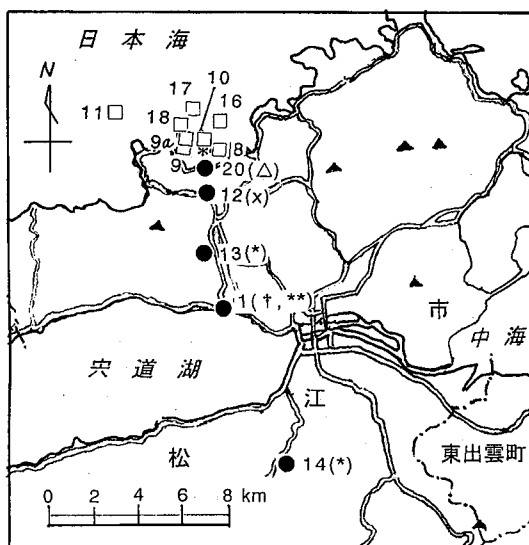 日本海
N
17
10
16
11
18
9a
*
8
9
20(△)
12(x)
13(*)
1(†, **)
市
中海
宍道湖
江
松
東出雲町
14(*)
0 2 4 6 8 km